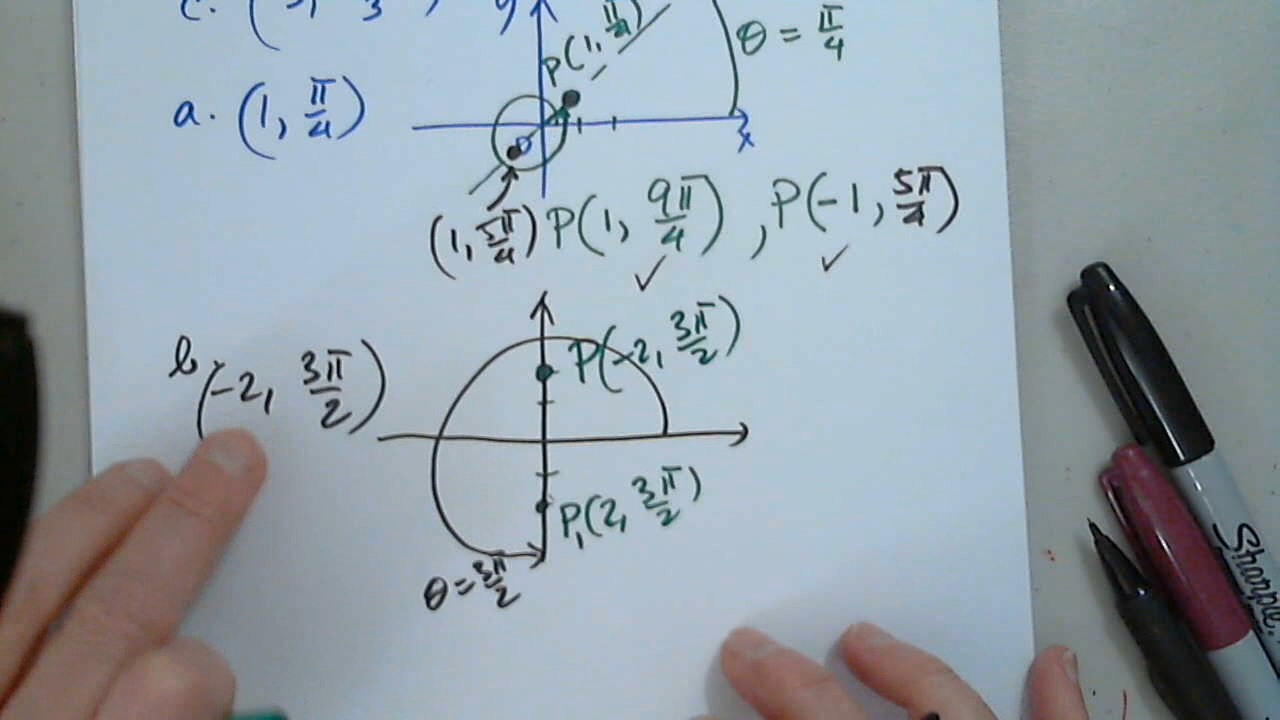 y
P(1, π/4)
θ = π/4
a. (1, π/4)
x
(1, 5π/4) P(1, 9π/4) , P(-1, 5π/4)
✓ ✓
b (-2, 3π/2)
P(-2, 3π/2)
P₁(2, 3π/2)
θ = 3π/2
Sharpie.